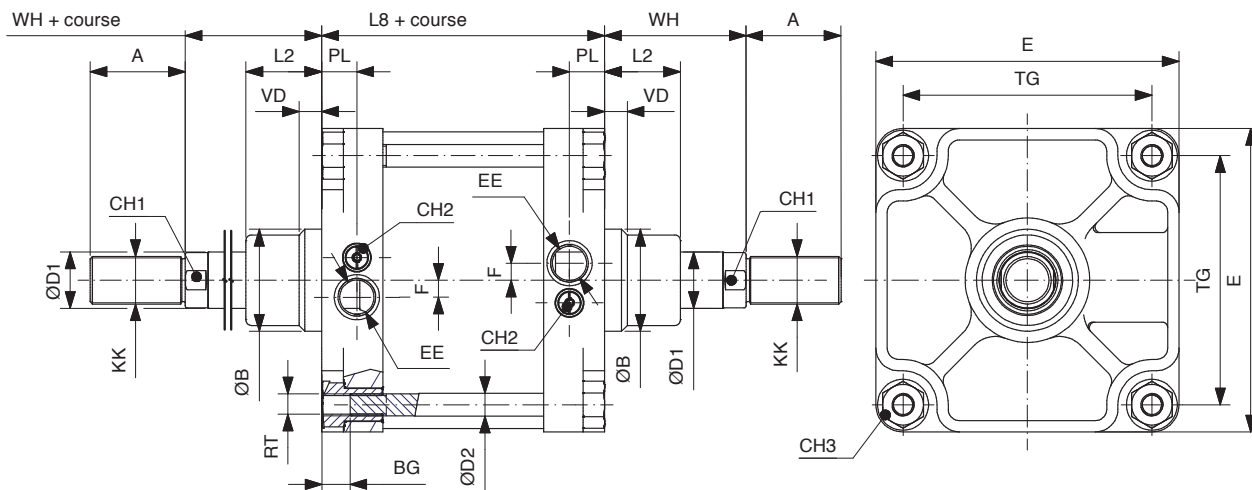 WH + course
L8 + course
WH
A
A
L2
PL
PL
L2
VD
VD
E
TG
CH1
CH2
EE
CH1
ØD1
F
F
TG
E
KK
ØB
EE
CH2
ØB
ØD1
KK
RT
BG
ØD2
CH3